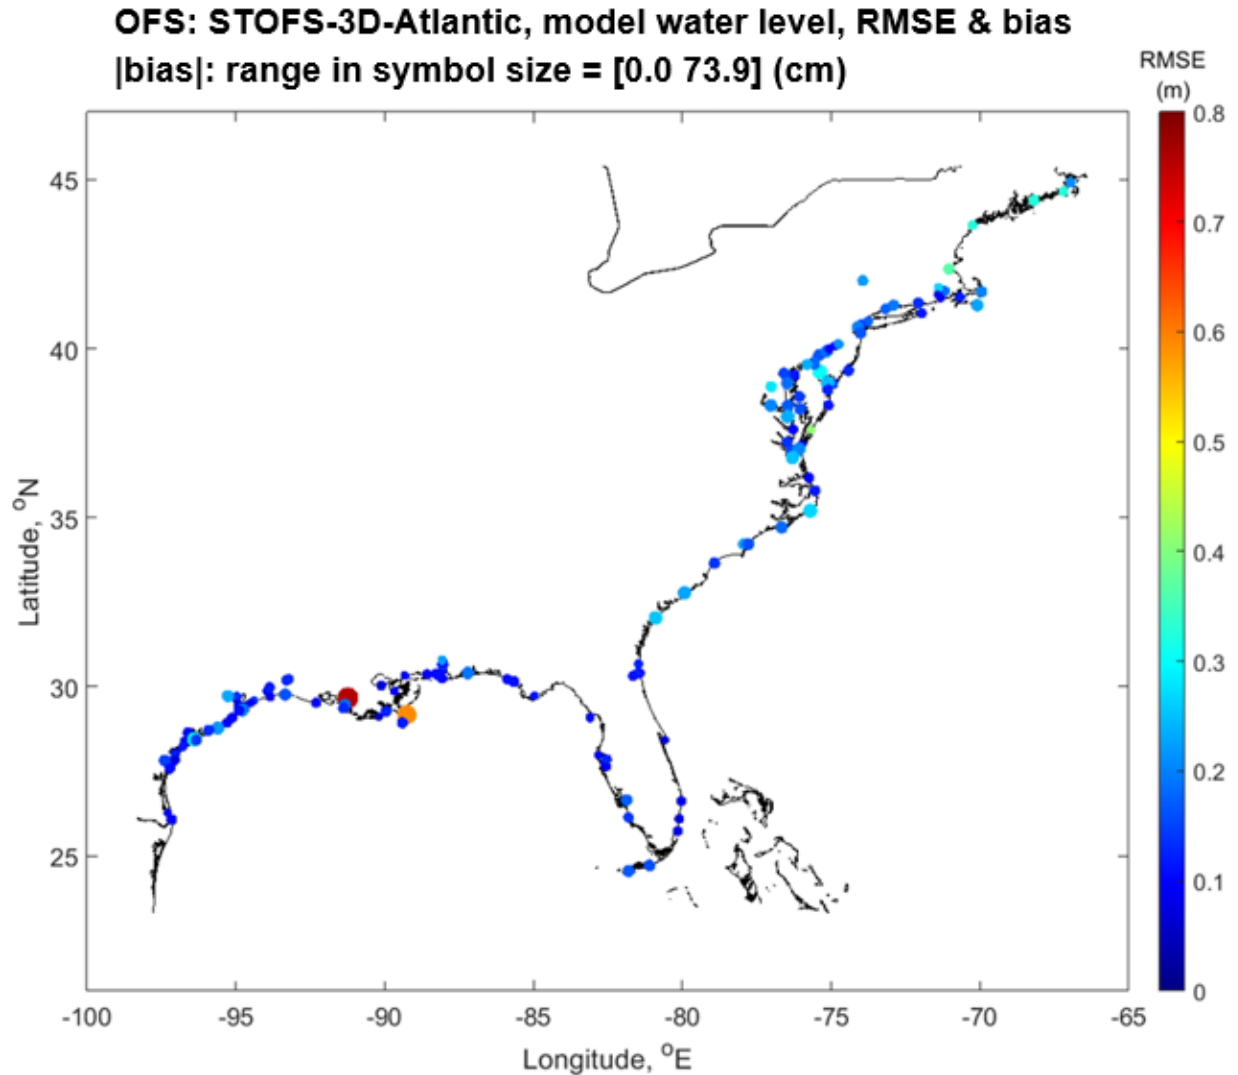 OFS: STOFS-3D-Atlantic, model water level, RMSE & bias
|bias|: range in symbol size = [0.0 73.9] (cm)
RMSE
(m)
0.8
0.7
0.6
0.5
0.4
0.3
0.2
0.1
0
45
40
35
30
25
Latitude, °N
-100 -95 -90 -85 -80 -75 -70 -65
Longitude, °E